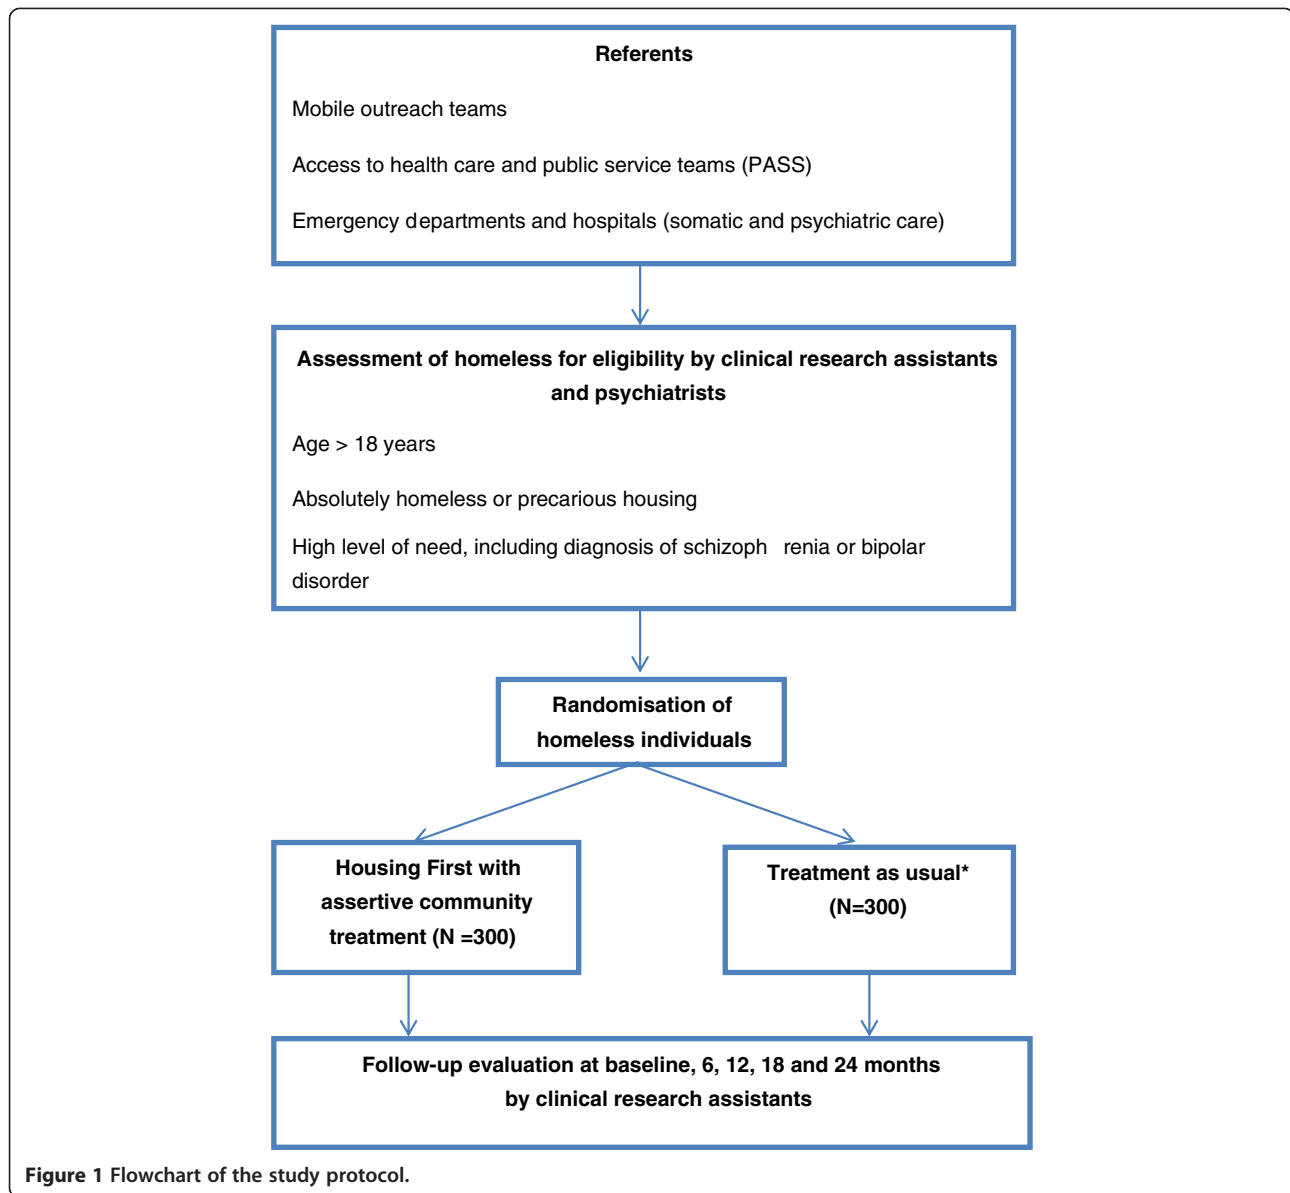 Referents
Mobile outreach teams
Access to health care and public service teams (PASS)
Emergency departments and hospitals (somatic and psychiatric care)
Assessment of homeless for eligibility by clinical research assistants
and psychiatrists
Age > 18 years
Absolutely homeless or precarious housing
High level of need, including diagnosis of schizoph renia or bipolar
disorder
Randomisation of
homeless individuals
Housing First with
assertive community
treatment (N =300)
Treatment as usual*
(N=300)
Follow-up evaluation at baseline, 6, 12, 18 and 24 months
by clinical research assistants
Figure 1 Flowchart of the study protocol.